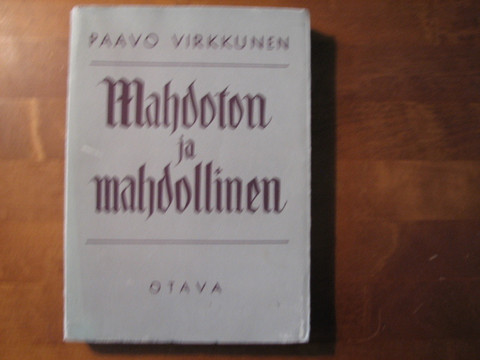 PAAVO VIRKKUNEN
Mahdoton
ja
mahdollinen
OTAVA